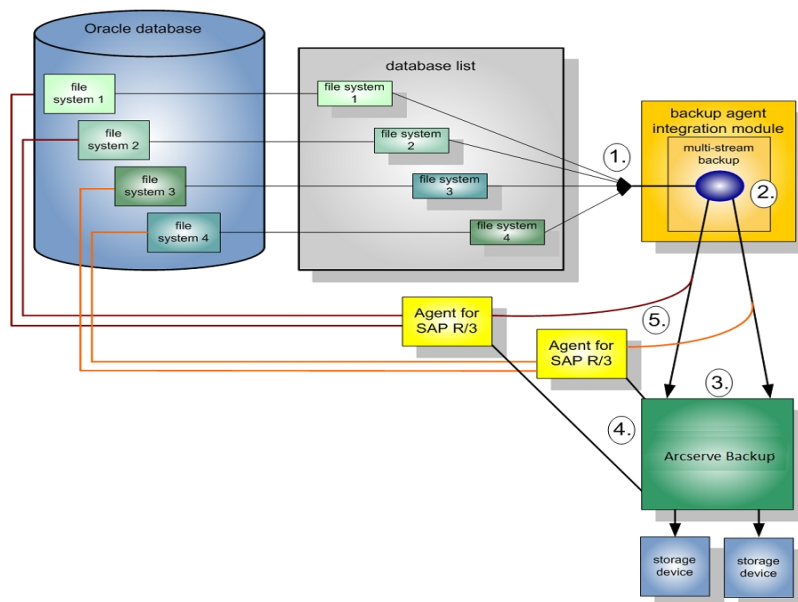 Oracle database
file
system 1
file
system 2
file
system 3
file
system 4
database list
file system
1
file system
2
file system
3
file system
4
backup agent
integration module
multi-stream
backup
1.
2.
Agent for
SAP R/3
Agent for
SAP R/3
5.
3.
4.
Arcserve Backup
storage
device
storage
device